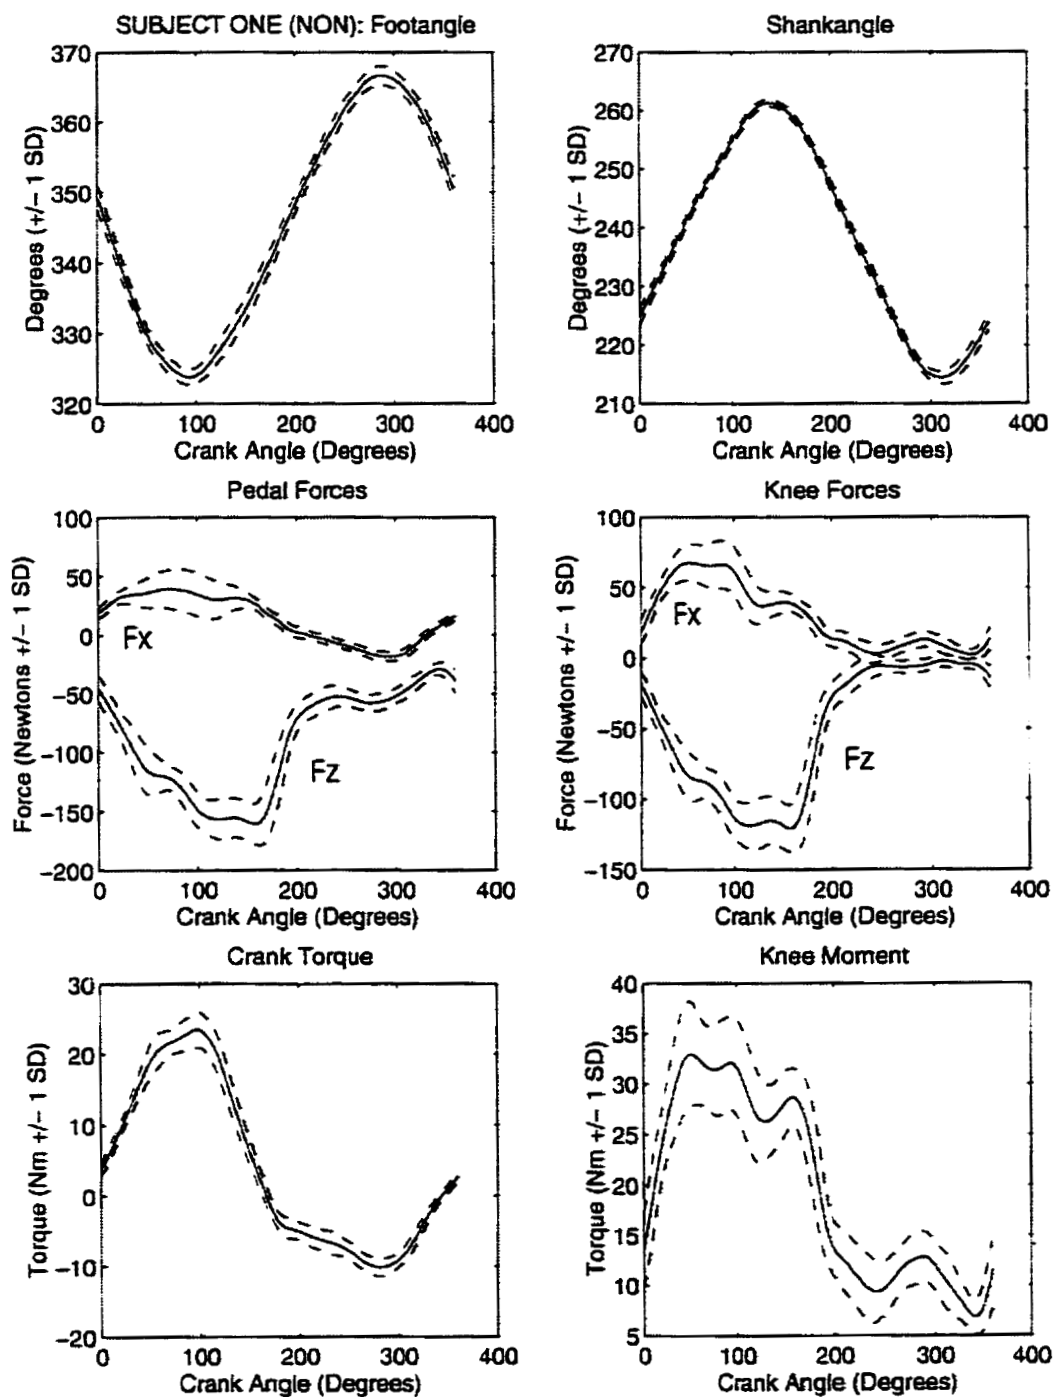 SUBJECT ONE (NON): Footangle
370
360
350
340
330
320
Degrees (+/− 1 SD)
0 100 200 300 400
Crank Angle (Degrees)
Shankangle
270
260
250
240
230
220
210
Degrees (+/− 1 SD)
0 100 200 300 400
Crank Angle (Degrees)
Pedal Forces
100
50
0
−50
−100
−150
−200
Force (Newtons +/− 1 SD)
Fx
Fz
0 100 200 300 400
Crank Angle (Degrees)
Knee Forces
100
50
0
−50
−100
−150
Force (Newtons +/− 1 SD)
Fx
Fz
0 100 200 300 400
Crank Angle (Degrees)
Crank Torque
30
20
10
0
−10
−20
Torque (Nm +/− 1 SD)
0 100 200 300 400
Crank Angle (Degrees)
Knee Moment
40
35
30
25
20
15
10
5
Torque (Nm +/− 1 SD)
0 100 200 300 400
Crank Angle (Degrees)